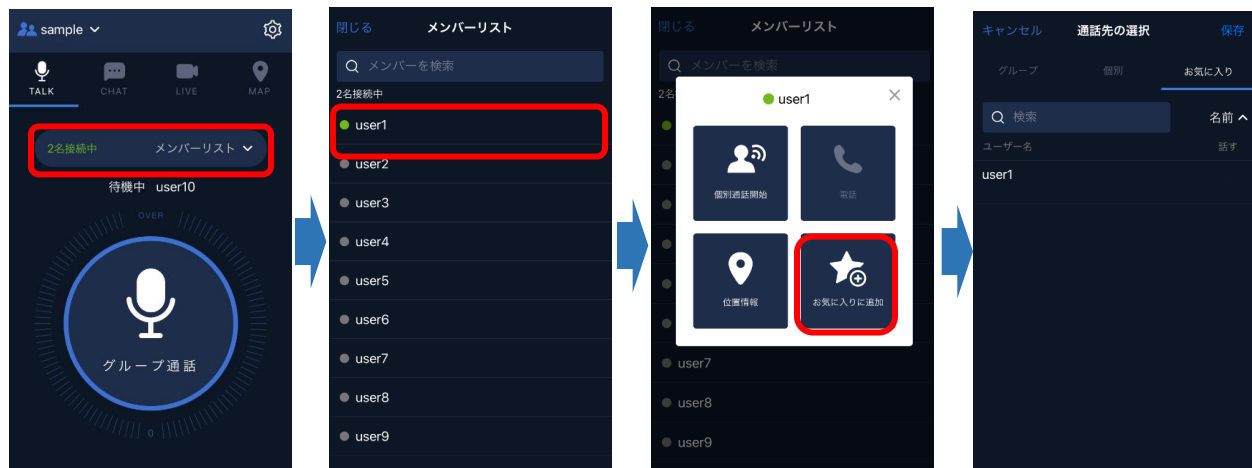 sample
TALK CHAT LIVE MAP
2名接続中 メンバーリスト
待機中 user10
OVER
グループ通話
0
閉じる メンバーリスト
メンバーを検索
2名接続中
user1
user2
user3
user4
user5
user6
user7
user8
user9
閉じる メンバーリスト
メンバーを検索
2名
user1
個別通話開始 電話
位置情報 お気に入りに追加
user7
user8
user9
キャンセル 通話先の選択 保存
グループ 個別 お気に入り
検索 名前
ユーザー名 話す
user1